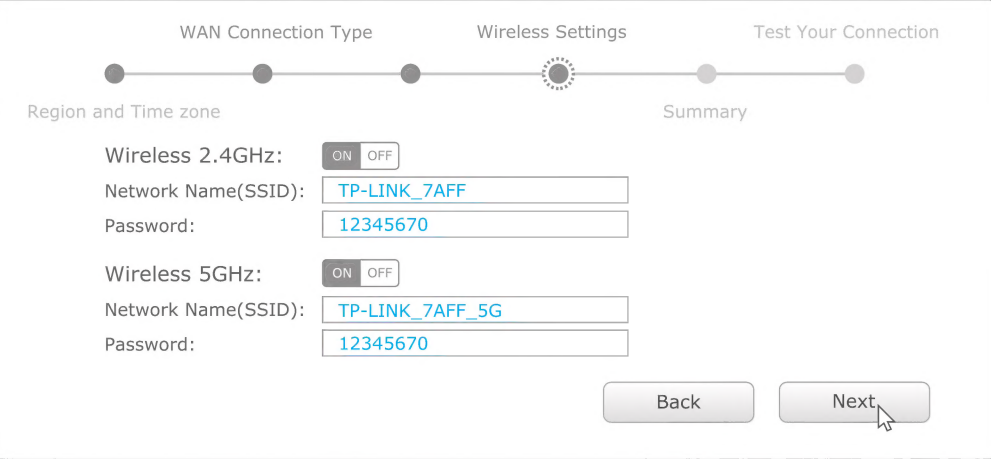 WAN Connection Type Wireless Settings Test Your Connection
Region and Time zone Summary
Wireless 2.4GHz: ON OFF
Network Name(SSID): TP-LINK_7AFF
Password: 12345670
Wireless 5GHz: ON OFF
Network Name(SSID): TP-LINK_7AFF_5G
Password: 12345670
Back Next